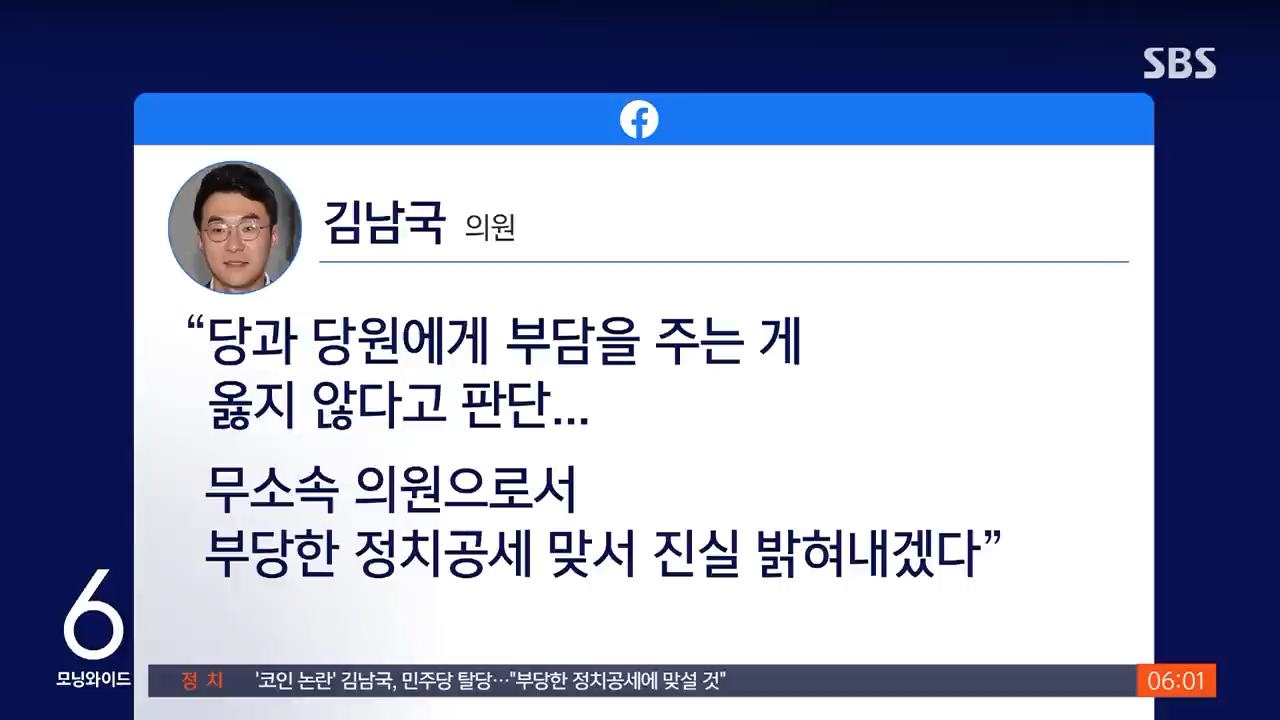 SBS
김남국 의원
“당과 당원에게 부담을 주는 게
옳지 않다고 판단...
무소속 의원으로서
부당한 정치공세 맞서 진실 밝혀내겠다”
6
모닝와이드
정 치 '코인 논란' 김남국, 민주당 탈당…"부당한 정치공세에 맞설 것" 06:01